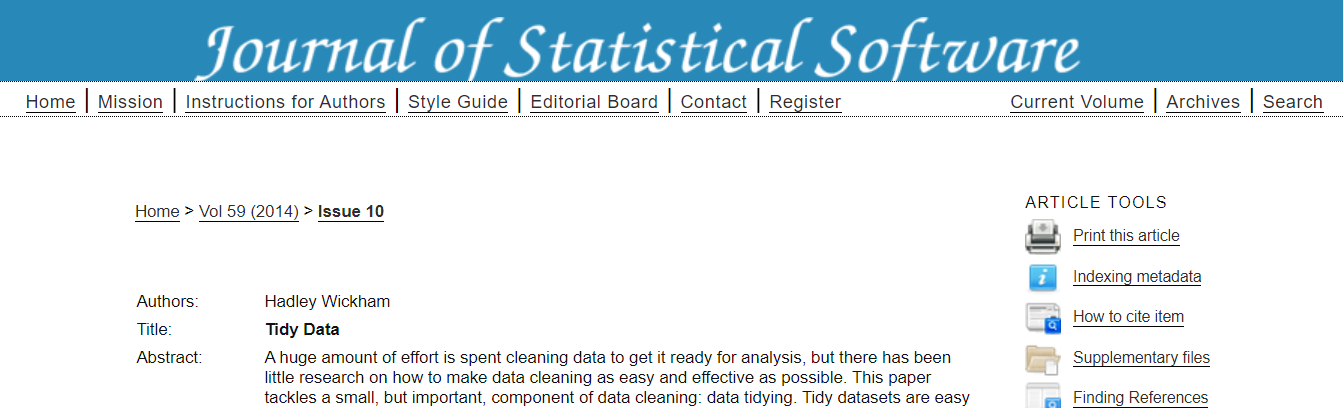 Journal of Statistical Software
Home | Mission | Instructions for Authors | Style Guide | Editorial Board | Contact | Register Current Volume | Archives | Search
Home > Vol 59 (2014) > Issue 10
Authors: Hadley Wickham
Title: Tidy Data
Abstract: A huge amount of effort is spent cleaning data to get it ready for analysis, but there has been
little research on how to make data cleaning as easy and effective as possible. This paper
tackles a small, but important, component of data cleaning: data tidying. Tidy datasets are easy
ARTICLE TOOLS
Print this article
Indexing metadata
How to cite item
Supplementary files
Finding References